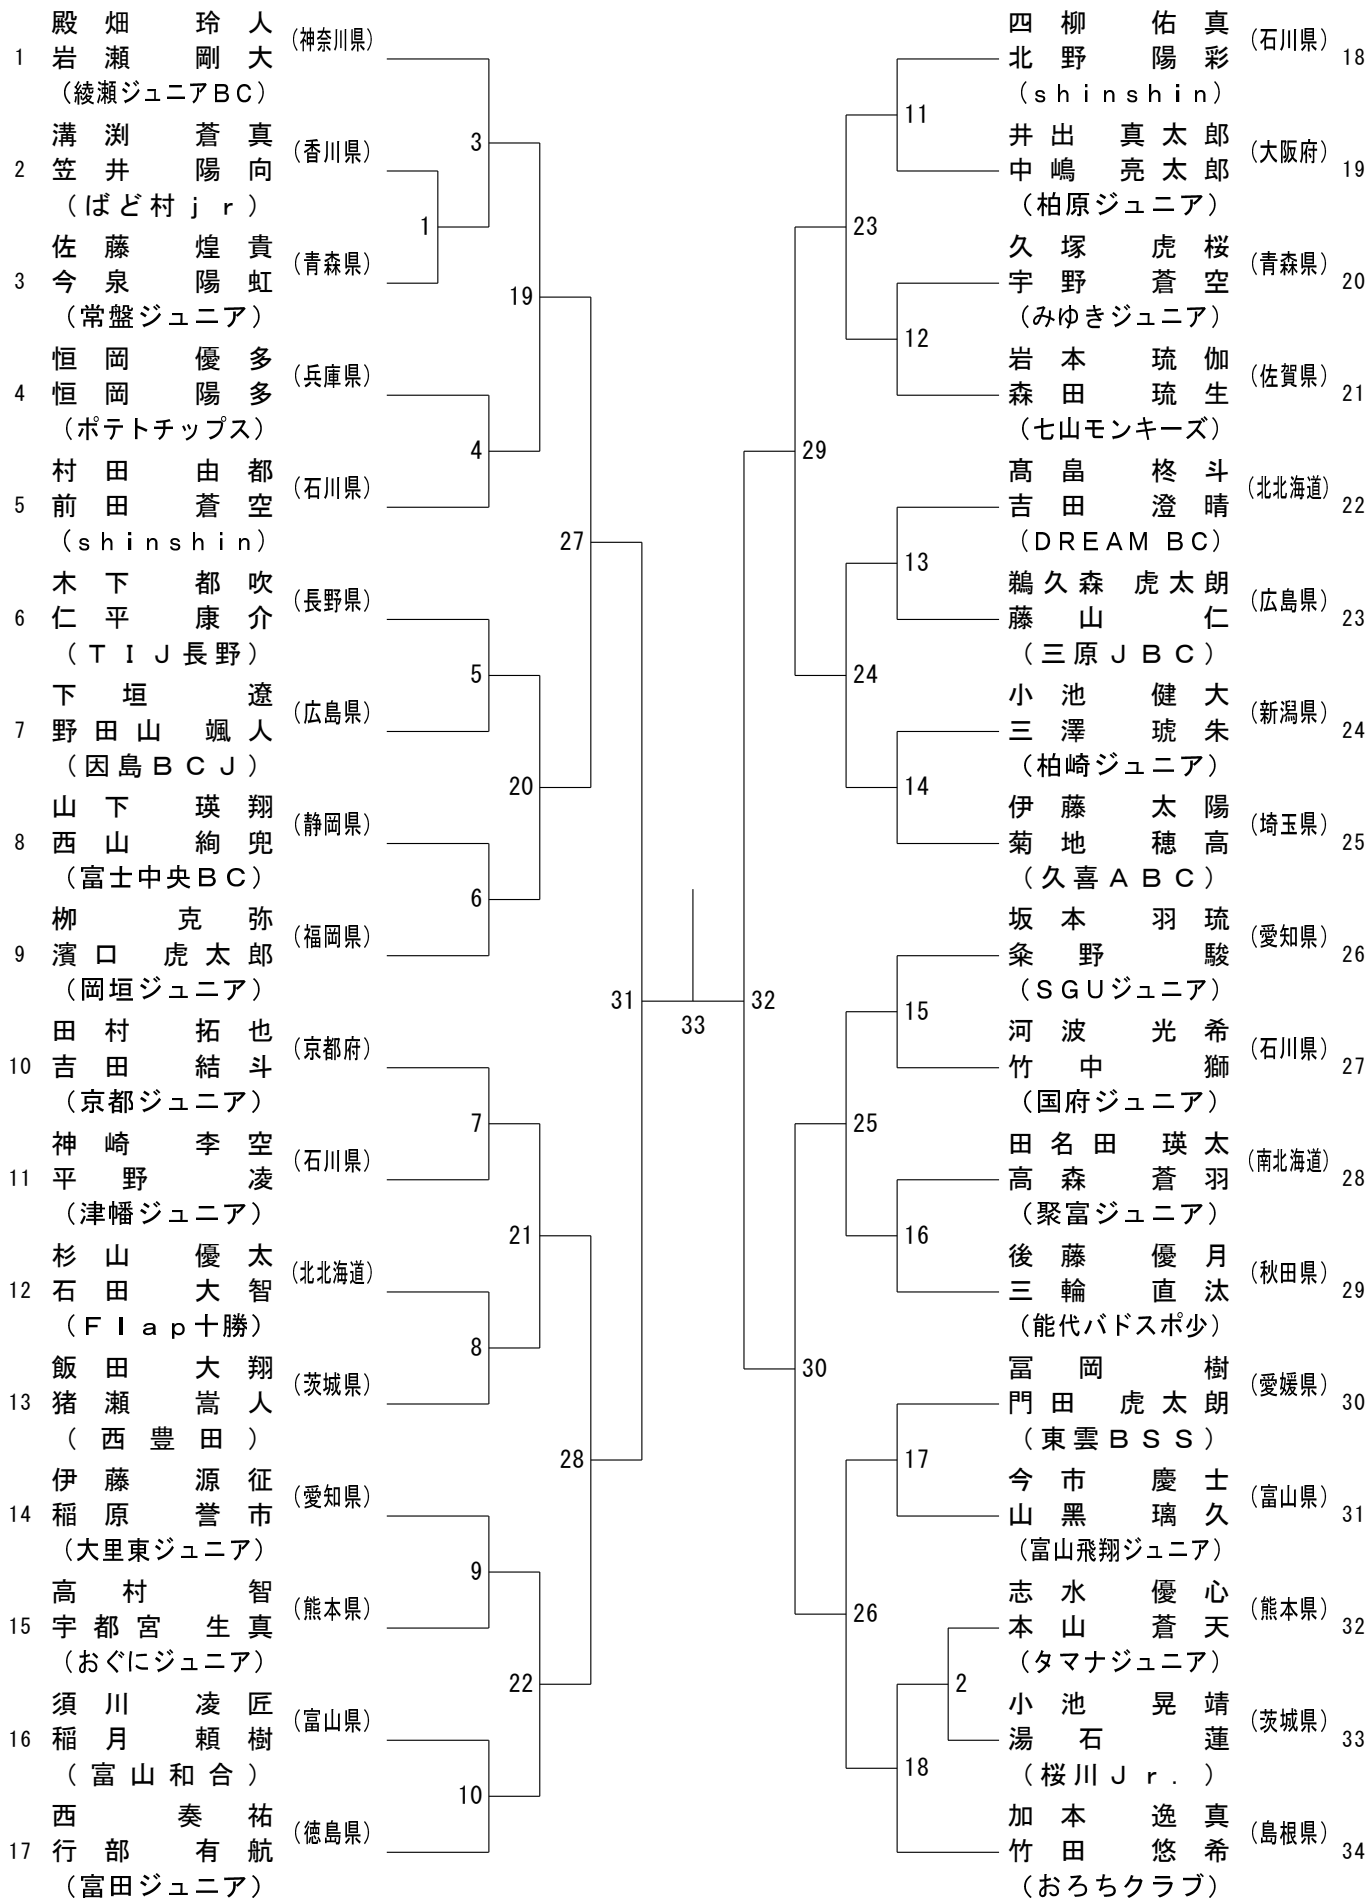 殿畑 玲人
(神奈川県)
1 岩瀬 剛大
(綾瀬ジュニアBC)
溝渕 蒼真
(香川県)
2 笠井 陽向
(ばど村jr)
佐藤 煌貴
(青森県)
3 今泉 陽虹
(常盤ジュニア)
恒岡 優多
(兵庫県)
4 恒岡 陽多
(ポテトチップス)
村田 由都
(石川県)
5 前田 蒼空
(shinshin)
木下 都吹
(長野県)
6 仁平 康介
(TIJ長野)
下垣 遼
(広島県)
7 野田山 颯人
(因島BCJ)
山下 瑛翔
(静岡県)
8 西山 絢兜
(富士中央BC)
柳 克弥
(福岡県)
9 濱口 虎太郎
(岡垣ジュニア)
田村 拓也
(京都府)
10 吉田 結斗
(京都ジュニア)
神崎 李空
(石川県)
11 平野 凌
(津幡ジュニア)
杉山 優太
(北北海道)
12 石田 大智
(Flap十勝)
飯田 大翔
(茨城県)
13 猪瀬 嵩人
(西豊田)
伊藤 源征
(愛知県)
14 稲原 誉市
(大里東ジュニア)
高村 智
(熊本県)
15 宇都宮 生真
(おぐにジュニア)
須川 凌匠
(富山県)
16 稲月 頼樹
(富山和合)
西 奏祐
(徳島県)
17 行部 有航
(富田ジュニア)
1
3
4
5
6
7
8
9
10
19
20
21
22
27
28
31
33
32
29
30
23
24
25
26
11
12
13
14
15
16
17
2
18
四柳 佑真
(石川県)
北野 陽彩 18
(shinshin)
井出 真太郎
(大阪府)
中嶋 亮太郎 19
(柏原ジュニア)
久塚 虎桜
(青森県)
宇野 蒼空 20
(みゆきジュニア)
岩本 琉伽
(佐賀県)
森田 琉生 21
(七山モンキーズ)
髙畠 柊斗
(北北海道)
吉田 澄晴 22
(DREAM BC)
鵜久森 虎太朗
(広島県)
藤山 仁 23
(三原JBC)
小池 健大
(新潟県)
三澤 琥朱 24
(柏崎ジュニア)
伊藤 太陽
(埼玉県)
菊地 穂高 25
(久喜ABC)
坂本 羽琉
(愛知県)
粂野 駿 26
(SGUジュニア)
河波 光希
(石川県)
竹中 獅 27
(国府ジュニア)
田名田 瑛太
(南北海道)
高森 蒼羽 28
(聚富ジュニア)
後藤 優月
(秋田県)
三輪 直汰 29
(能代バドスポ少)
冨岡 樹
(愛媛県)
門田 虎太朗 30
(東雲BSS)
今市 慶士
(富山県)
山黑 璃久 31
(富山飛翔ジュニア)
志水 優心
(熊本県)
本山 蒼天 32
(タマナジュニア)
小池 晃靖
(茨城県)
湯石 蓮 33
(桜川Jr.)
加本 逸真
(島根県)
竹田 悠希 34
(おろちクラブ)